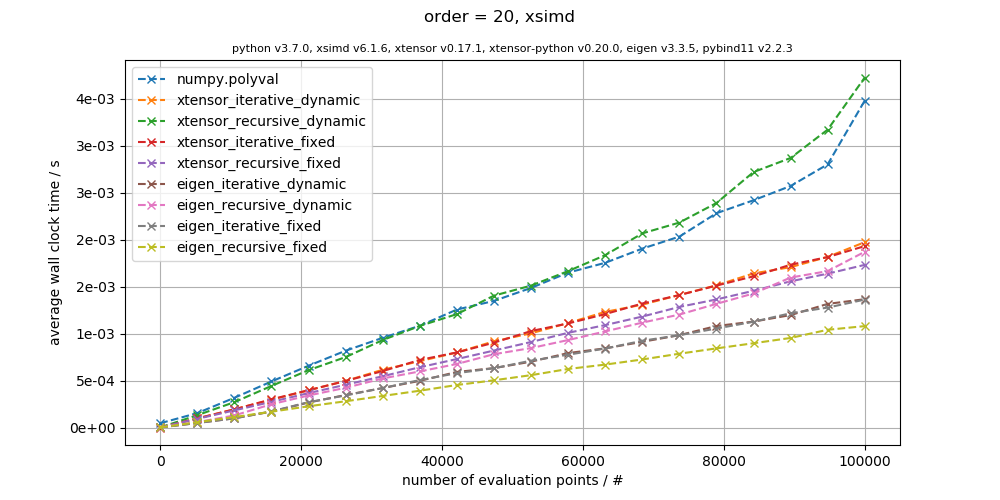 order = 20, xsimd
python v3.7.0, xsimd v6.1.6, xtensor v0.17.1, xtensor-python v0.20.0, eigen v3.3.5, pybind11 v2.2.3
numpy.polyval
xtensor_iterative_dynamic
xtensor_recursive_dynamic
xtensor_iterative_fixed
xtensor_recursive_fixed
eigen_iterative_dynamic
eigen_recursive_dynamic
eigen_iterative_fixed
eigen_recursive_fixed
average wall clock time / s
4e-03
3e-03
3e-03
2e-03
2e-03
1e-03
5e-04
0e+00
0
20000
40000
60000
80000
100000
number of evaluation points / #